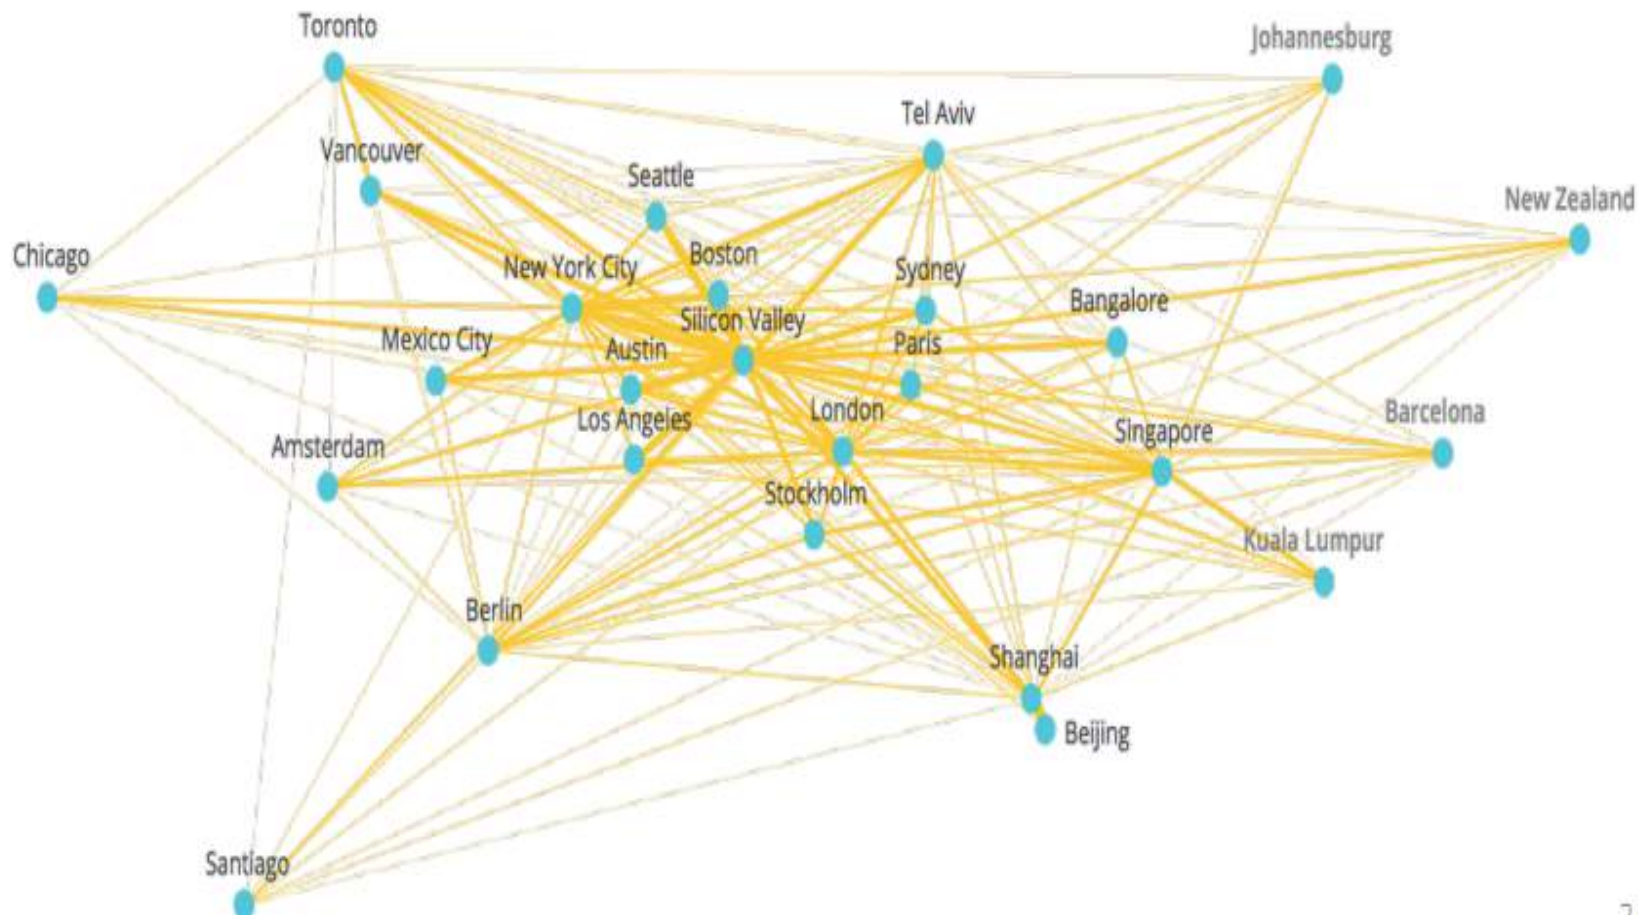 Toronto
Johannesburg
Tel Aviv
Vancouver
Seattle
New Zealand
Chicago
Boston
New York City
Sydney
Bangalore
Silicon Valley
Mexico City
Austin
Paris
London
Barcelona
Los Angeles
Singapore
Amsterdam
Stockholm
Kuala Lumpur
Berlin
Shanghai
Beijing
Santiago